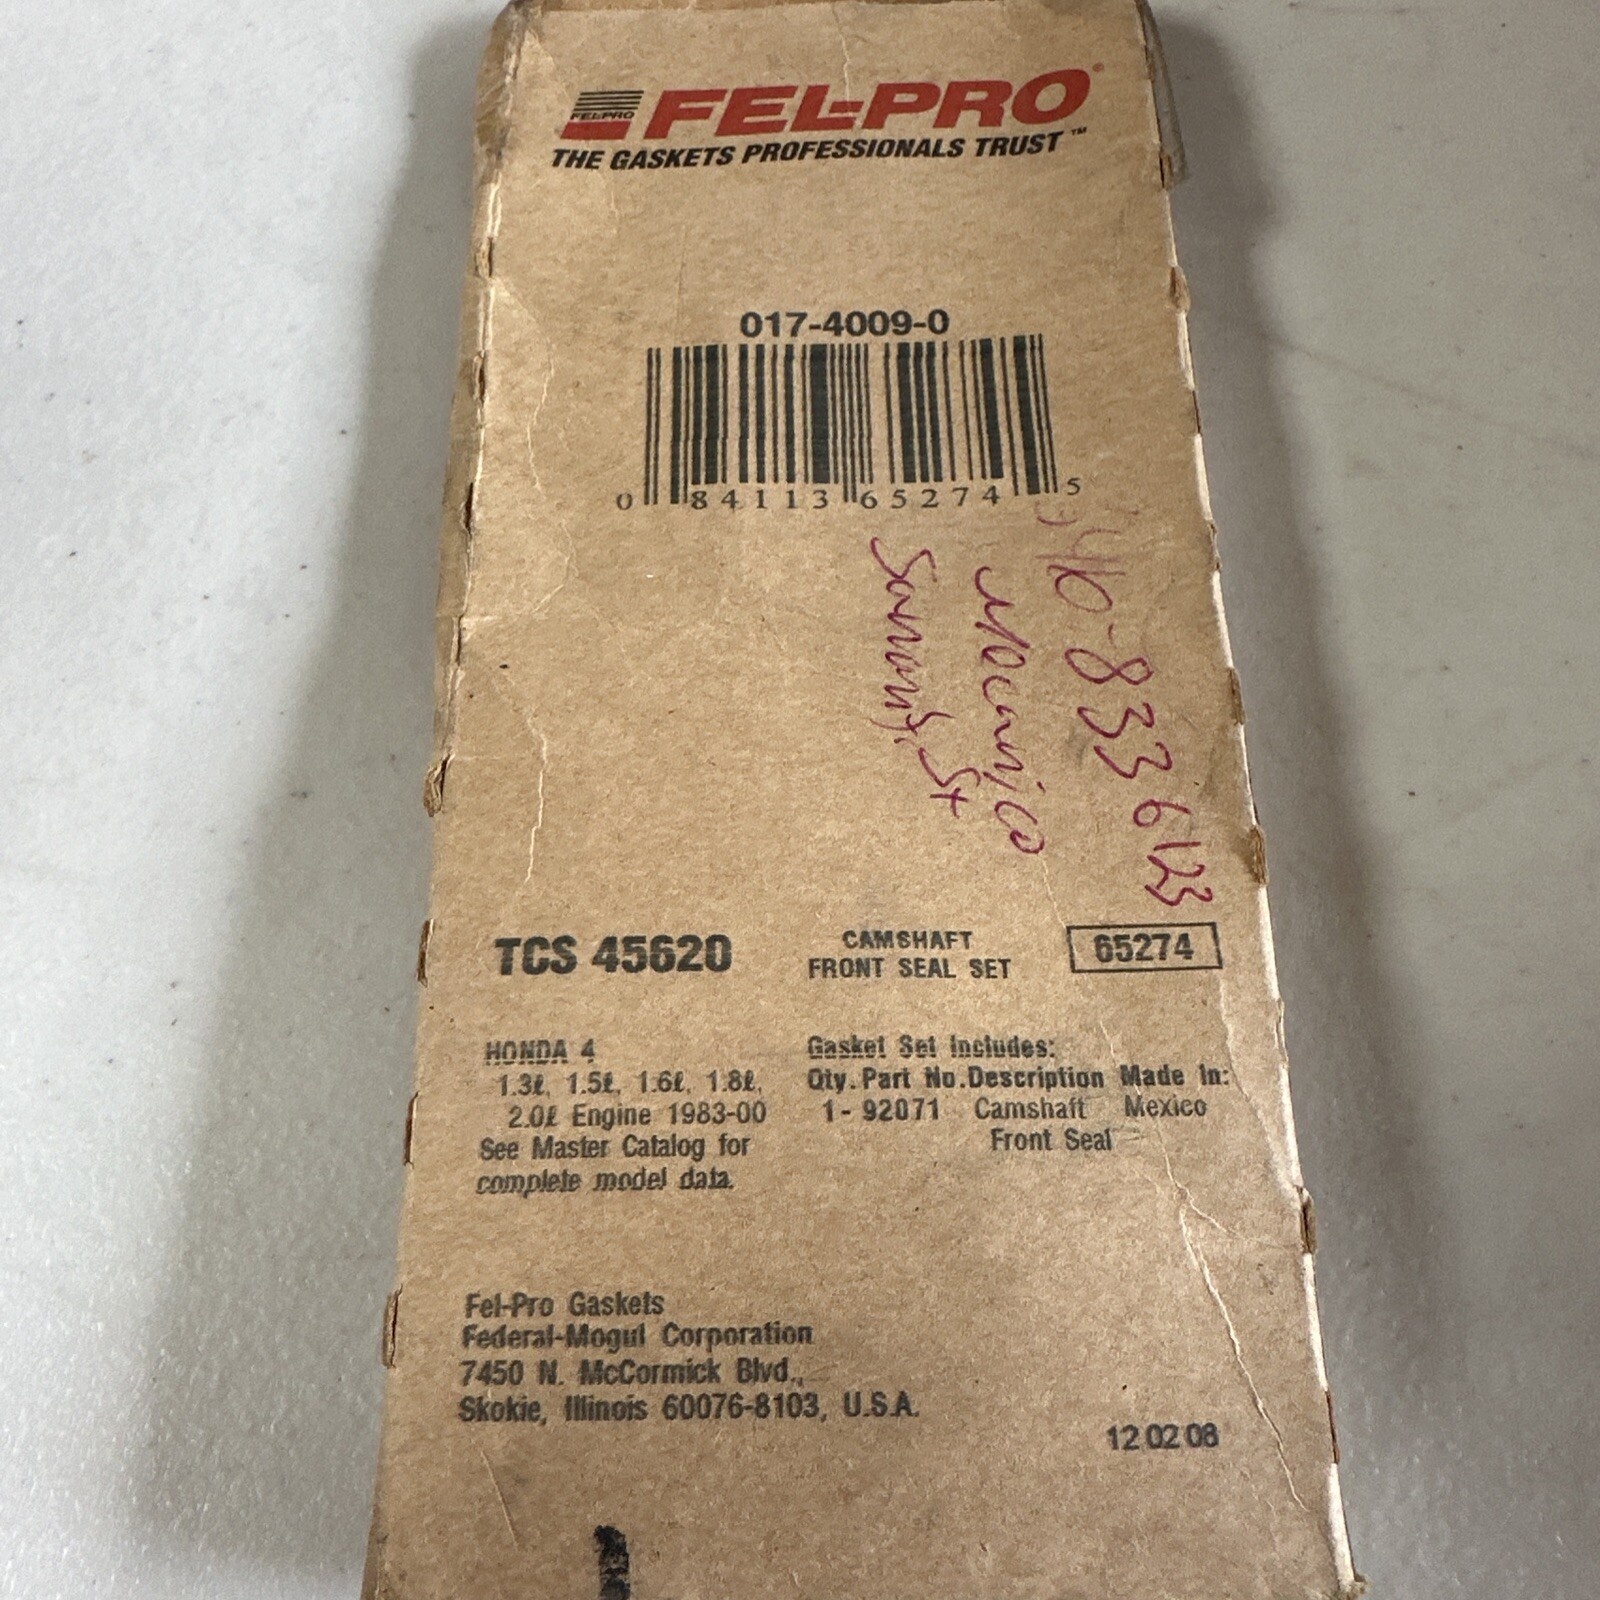 FEL-PRO
FEL-PRO®
THE GASKETS PROFESSIONALS TRUST™
017-4009-0
0 84113 65274 5
833 6123
TCS 45620
CAMSHAFT
FRONT SEAL SET
65274
HONDA 4
1.3ℓ, 1.5ℓ, 1.6ℓ, 1.8ℓ,
2.0ℓ Engine 1983-00
See Master Catalog for
complete model data.
Gasket Set Includes:
Qty. Part No. Description Made In:
1 - 92071 Camshaft Mexico
Front Seal
Fel-Pro Gaskets
Federal-Mogul Corporation
7450 N. McCormick Blvd.,
Skokie, Illinois 60076-8103, U.S.A.
12 02 08